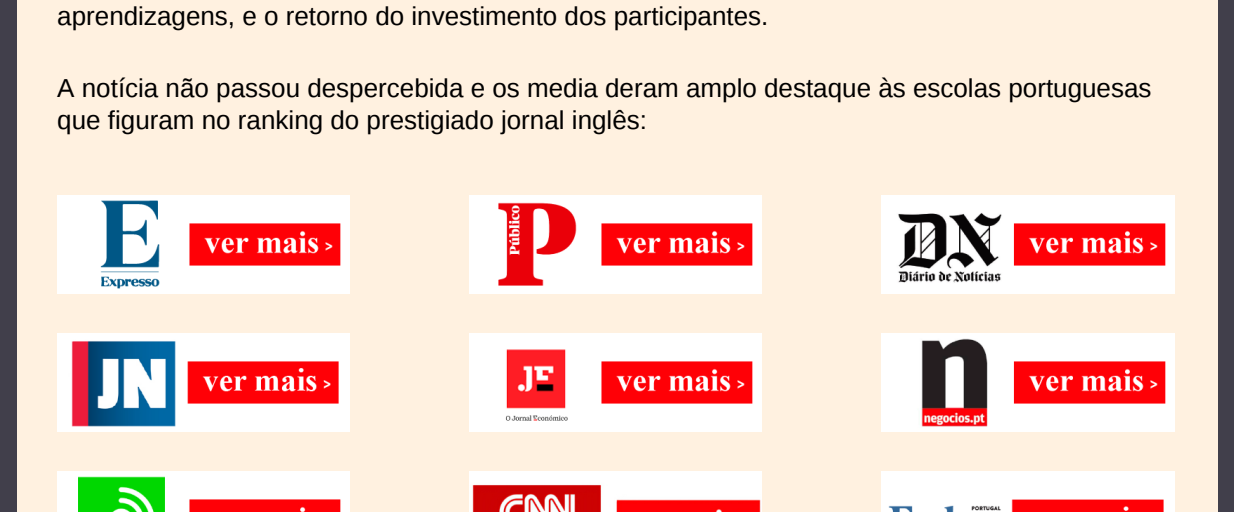 aprendizagens, e o retorno do investimento dos participantes.
A notícia não passou despercebida e os media deram amplo destaque às escolas portuguesas
que figuram no ranking do prestigiado jornal inglês:
E
Expresso
ver mais >
Público
P
ver mais >
DN
Diário de Notícias
ver mais >
JN
ver mais >
JE
O Jornal Económico
ver mais >
n
negocios.pt
ver mais >
CNN
PORTUGAL